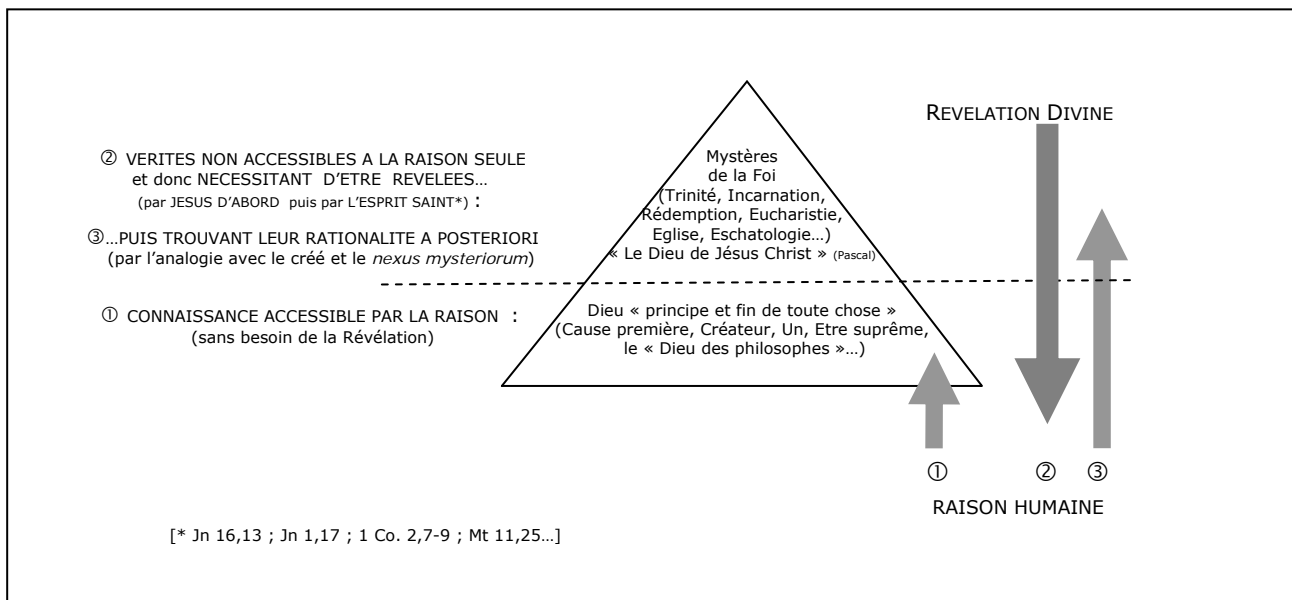 ② VERITES NON ACCESSIBLES A LA RAISON SEULE
et donc NECESSITANT D'ETRE REVELEES…
(par JESUS D'ABORD puis par L'ESPRIT SAINT*) :
③…PUIS TROUVANT LEUR RATIONALITE A POSTERIORI
(par l'analogie avec le créé et le nexus mysteriorum)
① CONNAISSANCE ACCESSIBLE PAR LA RAISON :
(sans besoin de la Révélation)
Mystères
de la Foi
(Trinité, Incarnation,
Rédemption, Eucharistie,
Eglise, Eschatologie…)
« Le Dieu de Jésus Christ » (Pascal)
Dieu « principe et fin de toute chose »
(Cause première, Créateur, Un, Etre suprême,
le « Dieu des philosophes »…)
REVELATION DIVINE
① ② ③
RAISON HUMAINE
[* Jn 16,13 ; Jn 1,17 ; 1 Co. 2,7-9 ; Mt 11,25…]